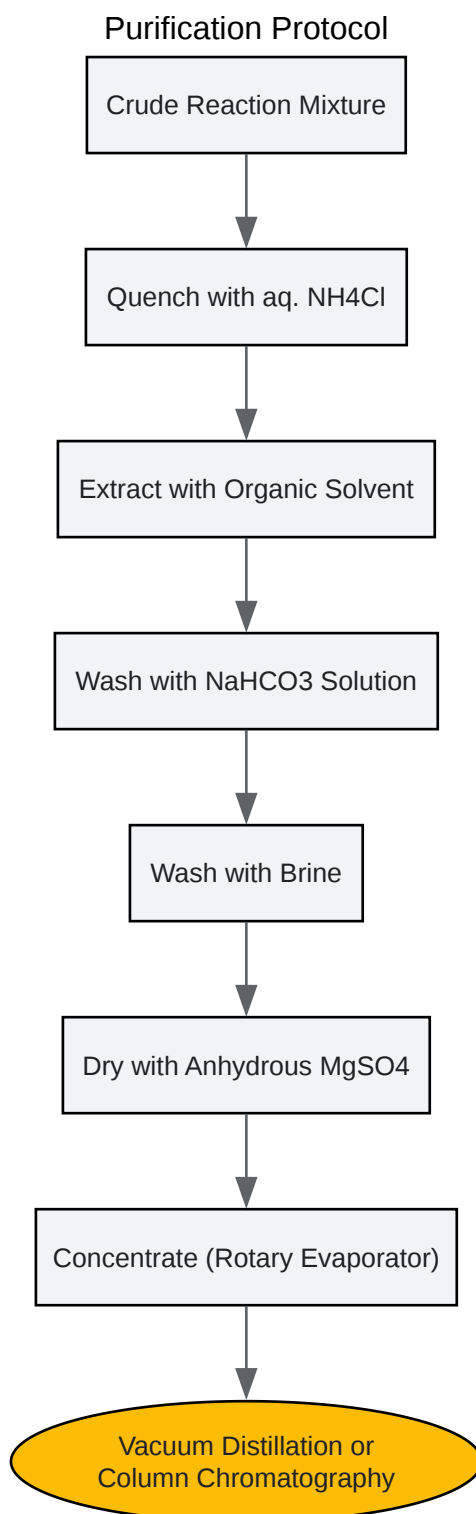 Purification Protocol
Crude Reaction Mixture
Quench with aq. NH4Cl
Extract with Organic Solvent
Wash with NaHCO3 Solution
Wash with Brine
Dry with Anhydrous MgSO4
Concentrate (Rotary Evaporator)
Vacuum Distillation or
Column Chromatography